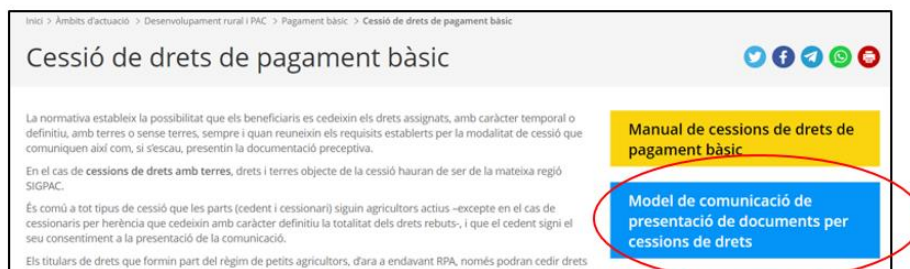 Inici > Àmbits d'actuació > Desenvolupament rural i PAC > Pagament bàsic > Cessió de drets de pagament bàsic
Cessió de drets de pagament bàsic
La normativa estableix la possibilitat que els beneficiaris es cedeixin els drets assignats, amb caràcter temporal o
definitiu, amb terres o sense terres, sempre i quan reuneixin els requisits establerts per la modalitat de cessió que
comuniquen així com, si s'escau, presentin la documentació preceptiva.
En el cas de cessions de drets amb terres, drets i terres objecte de la cessió hauran de ser de la mateixa regió
SIGPAC.
És comú a tot tipus de cessió que les parts (cedent i cessionari) siguin agricultors actius –excepte en el cas de
cessionaris per herència que cedeixin amb caràcter definitiu la totalitat dels drets rebuts-, i que el cedent signi el
seu consentiment a la presentació de la comunicació.
Els titulars de drets que formin part del règim de petits agricultors, d'ara a endavant RPA, només podran cedir drets
Manual de cessions de drets de
pagament bàsic
Model de comunicació de
presentació de documents per
cessions de drets